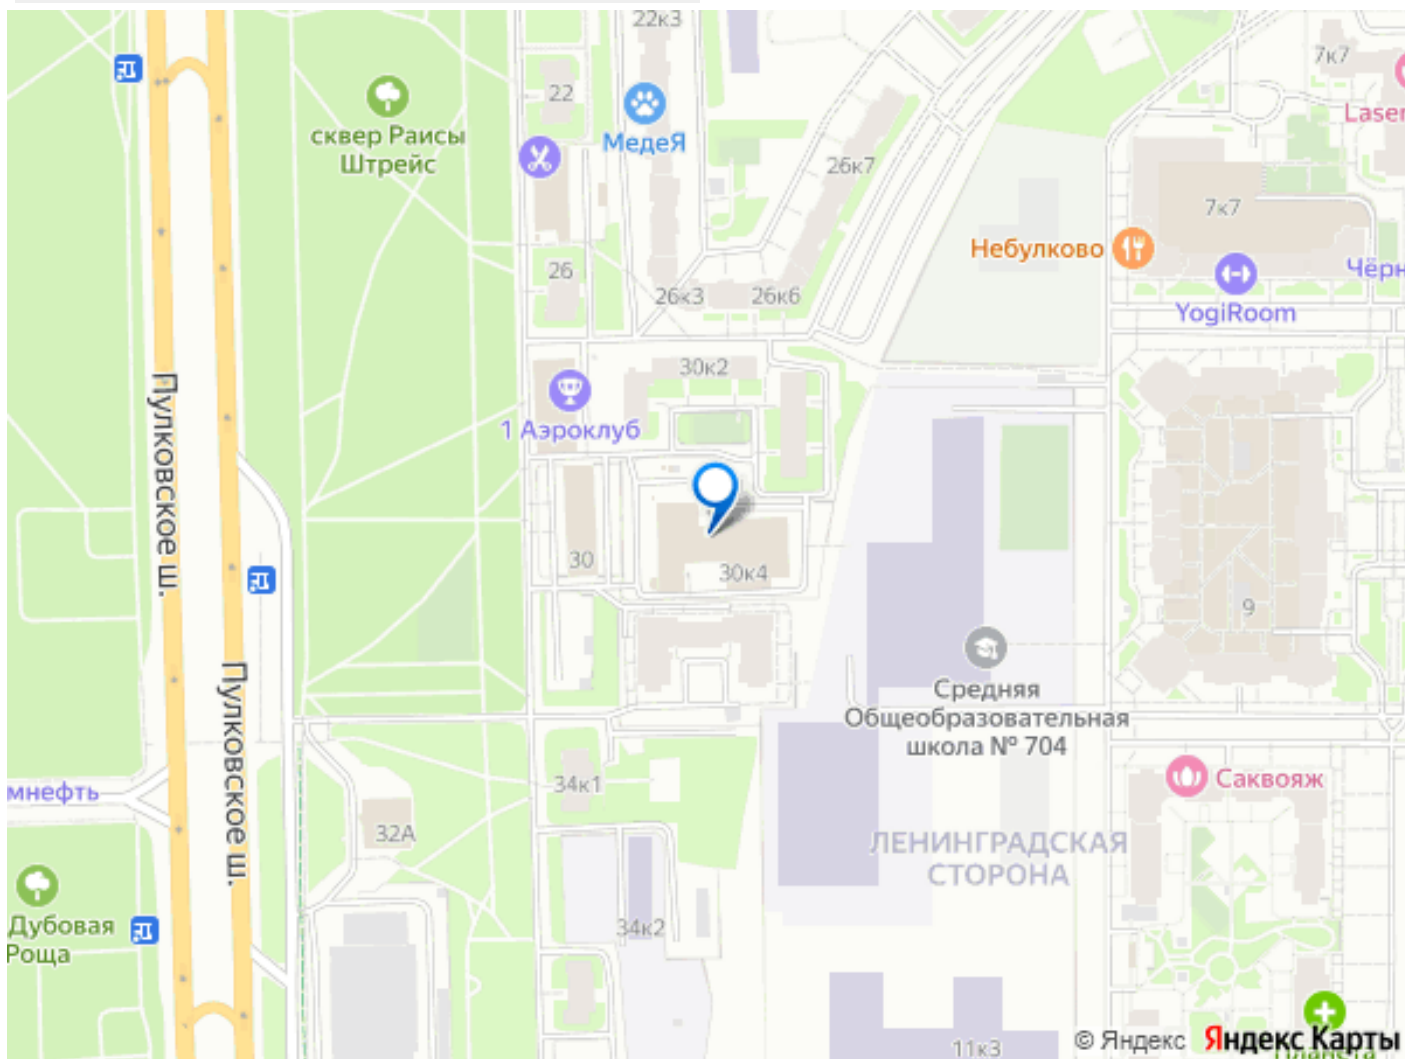 22к3
7к7
22
Laser
сквер Раисы
Штрейс
МедеЯ
26к7
7к7
Небулково
26
Чёрн
26к3
26к6
YogiRoom
30к2
Пулковское ш.
1 Аэроклуб
30
30к4
9
Пулковское ш.
Средняя
Общеобразовательная
школа № 704
34к1
Саквояж
мнефть
32А
ЛЕНИНГРАДСКАЯ
СТОРОНА
Дубовая
Роща
34к2
11к3
© Яндекс
Яндекс Карты